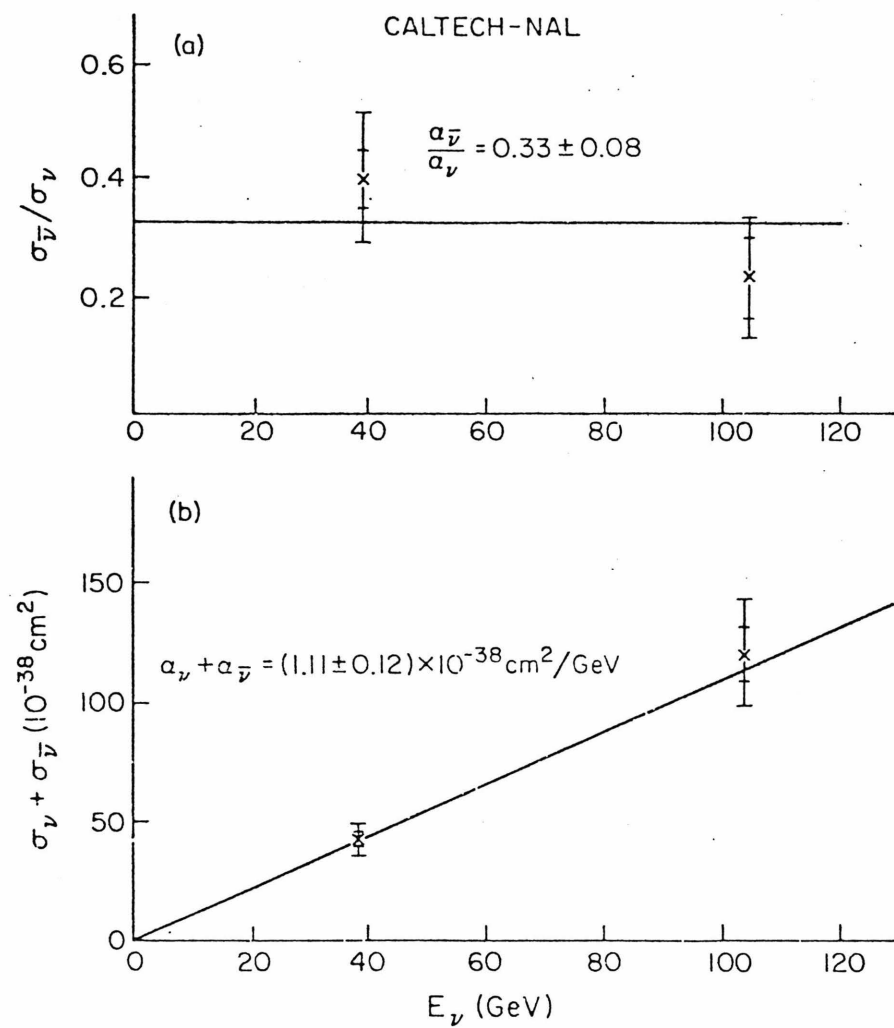 CALTECH-NAL
(a)
0.6
0.4
0.2
σν̅/σν
αν̅/αν = 0.33 ± 0.08
0 20 40 60 80 100 120
(b)
150
100
50
0
σν + σν̅ (10⁻³⁸cm²)
αν + αν̅ = (1.11±0.12)×10⁻³⁸cm²/GeV
0 20 40 60 80 100 120
Eν (GeV)